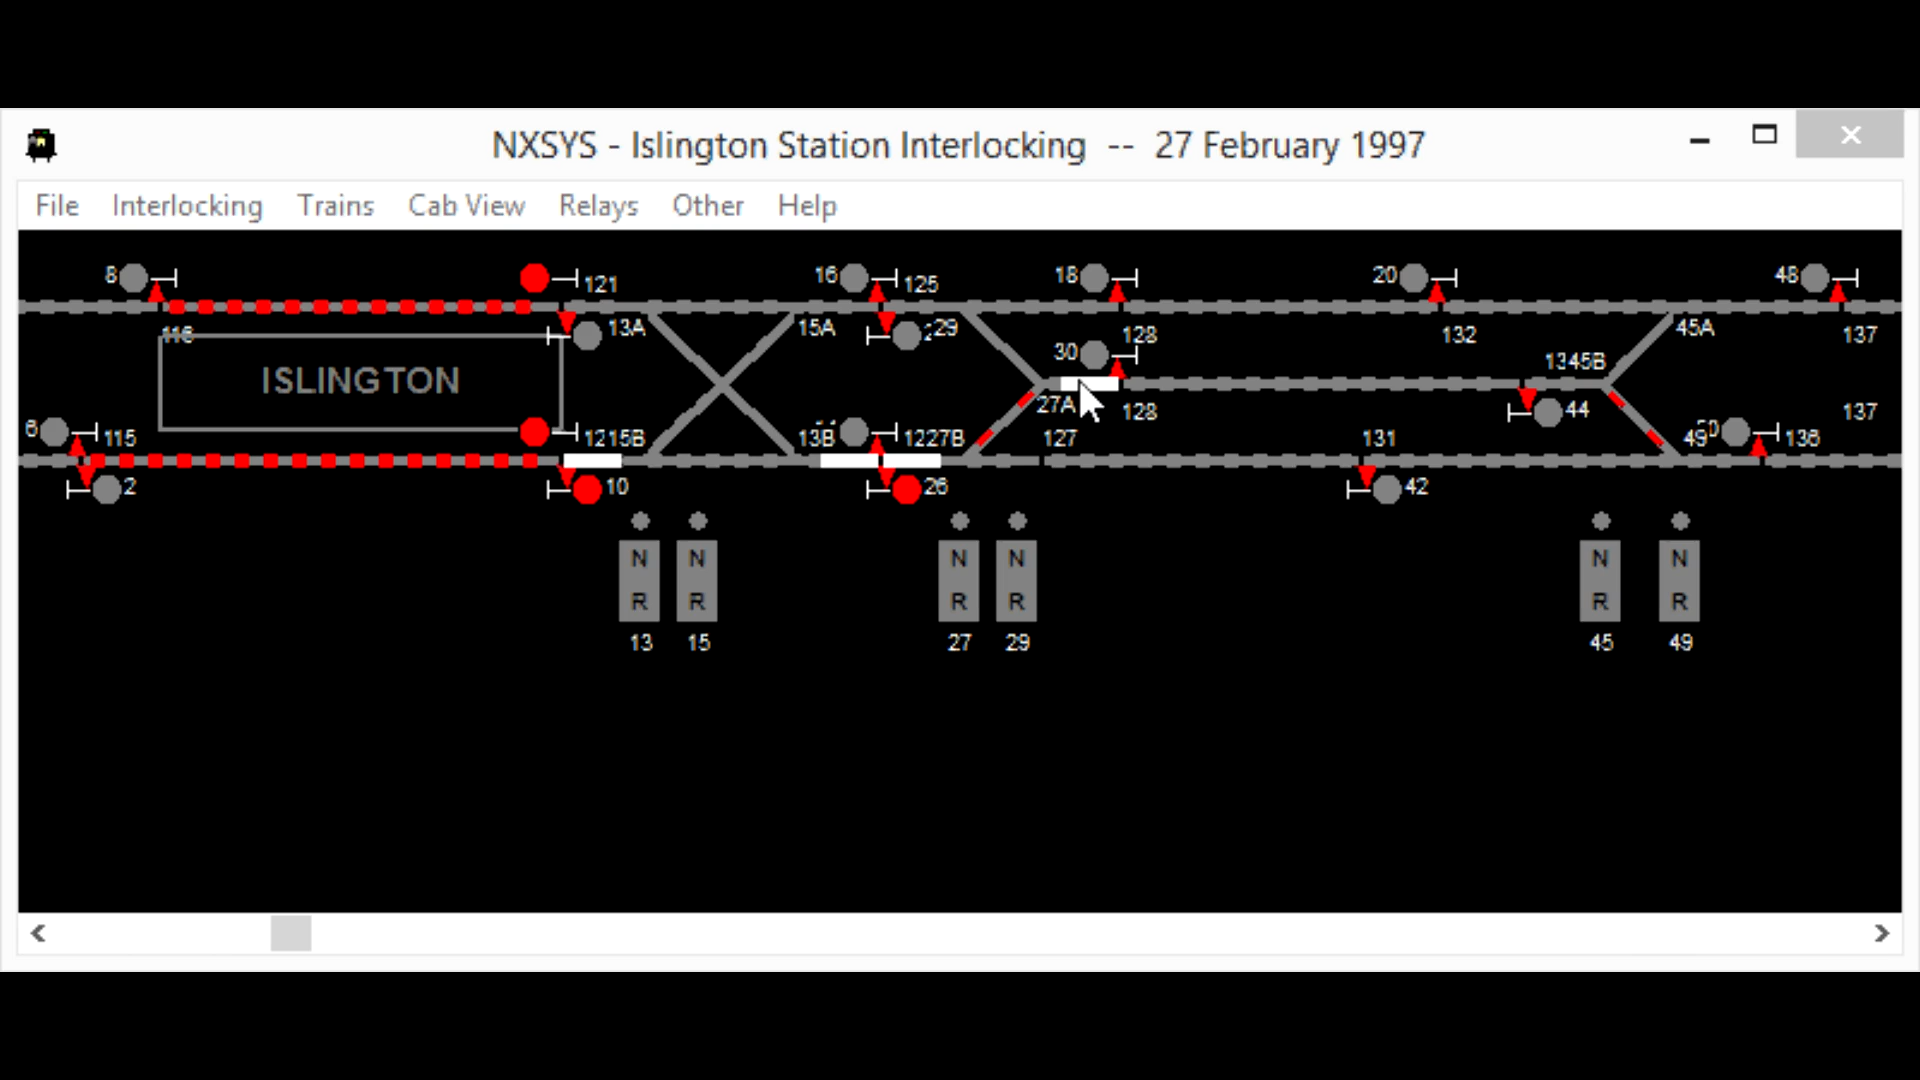 NXSYS - Islington Station Interlocking -- 27 February 1997
File Interlocking Trains Cab View Relays Other Help
8 121 16 125 18 20 48
116 13A 15A 29 128 132 45A 137
30 1345B
ISLINGTON 27A 128 44 137
6 115 1215B 13B 1227B 127 131 49 136
2 10 26 42
N N N N N N
R R R R R R
13 15 27 29 45 49